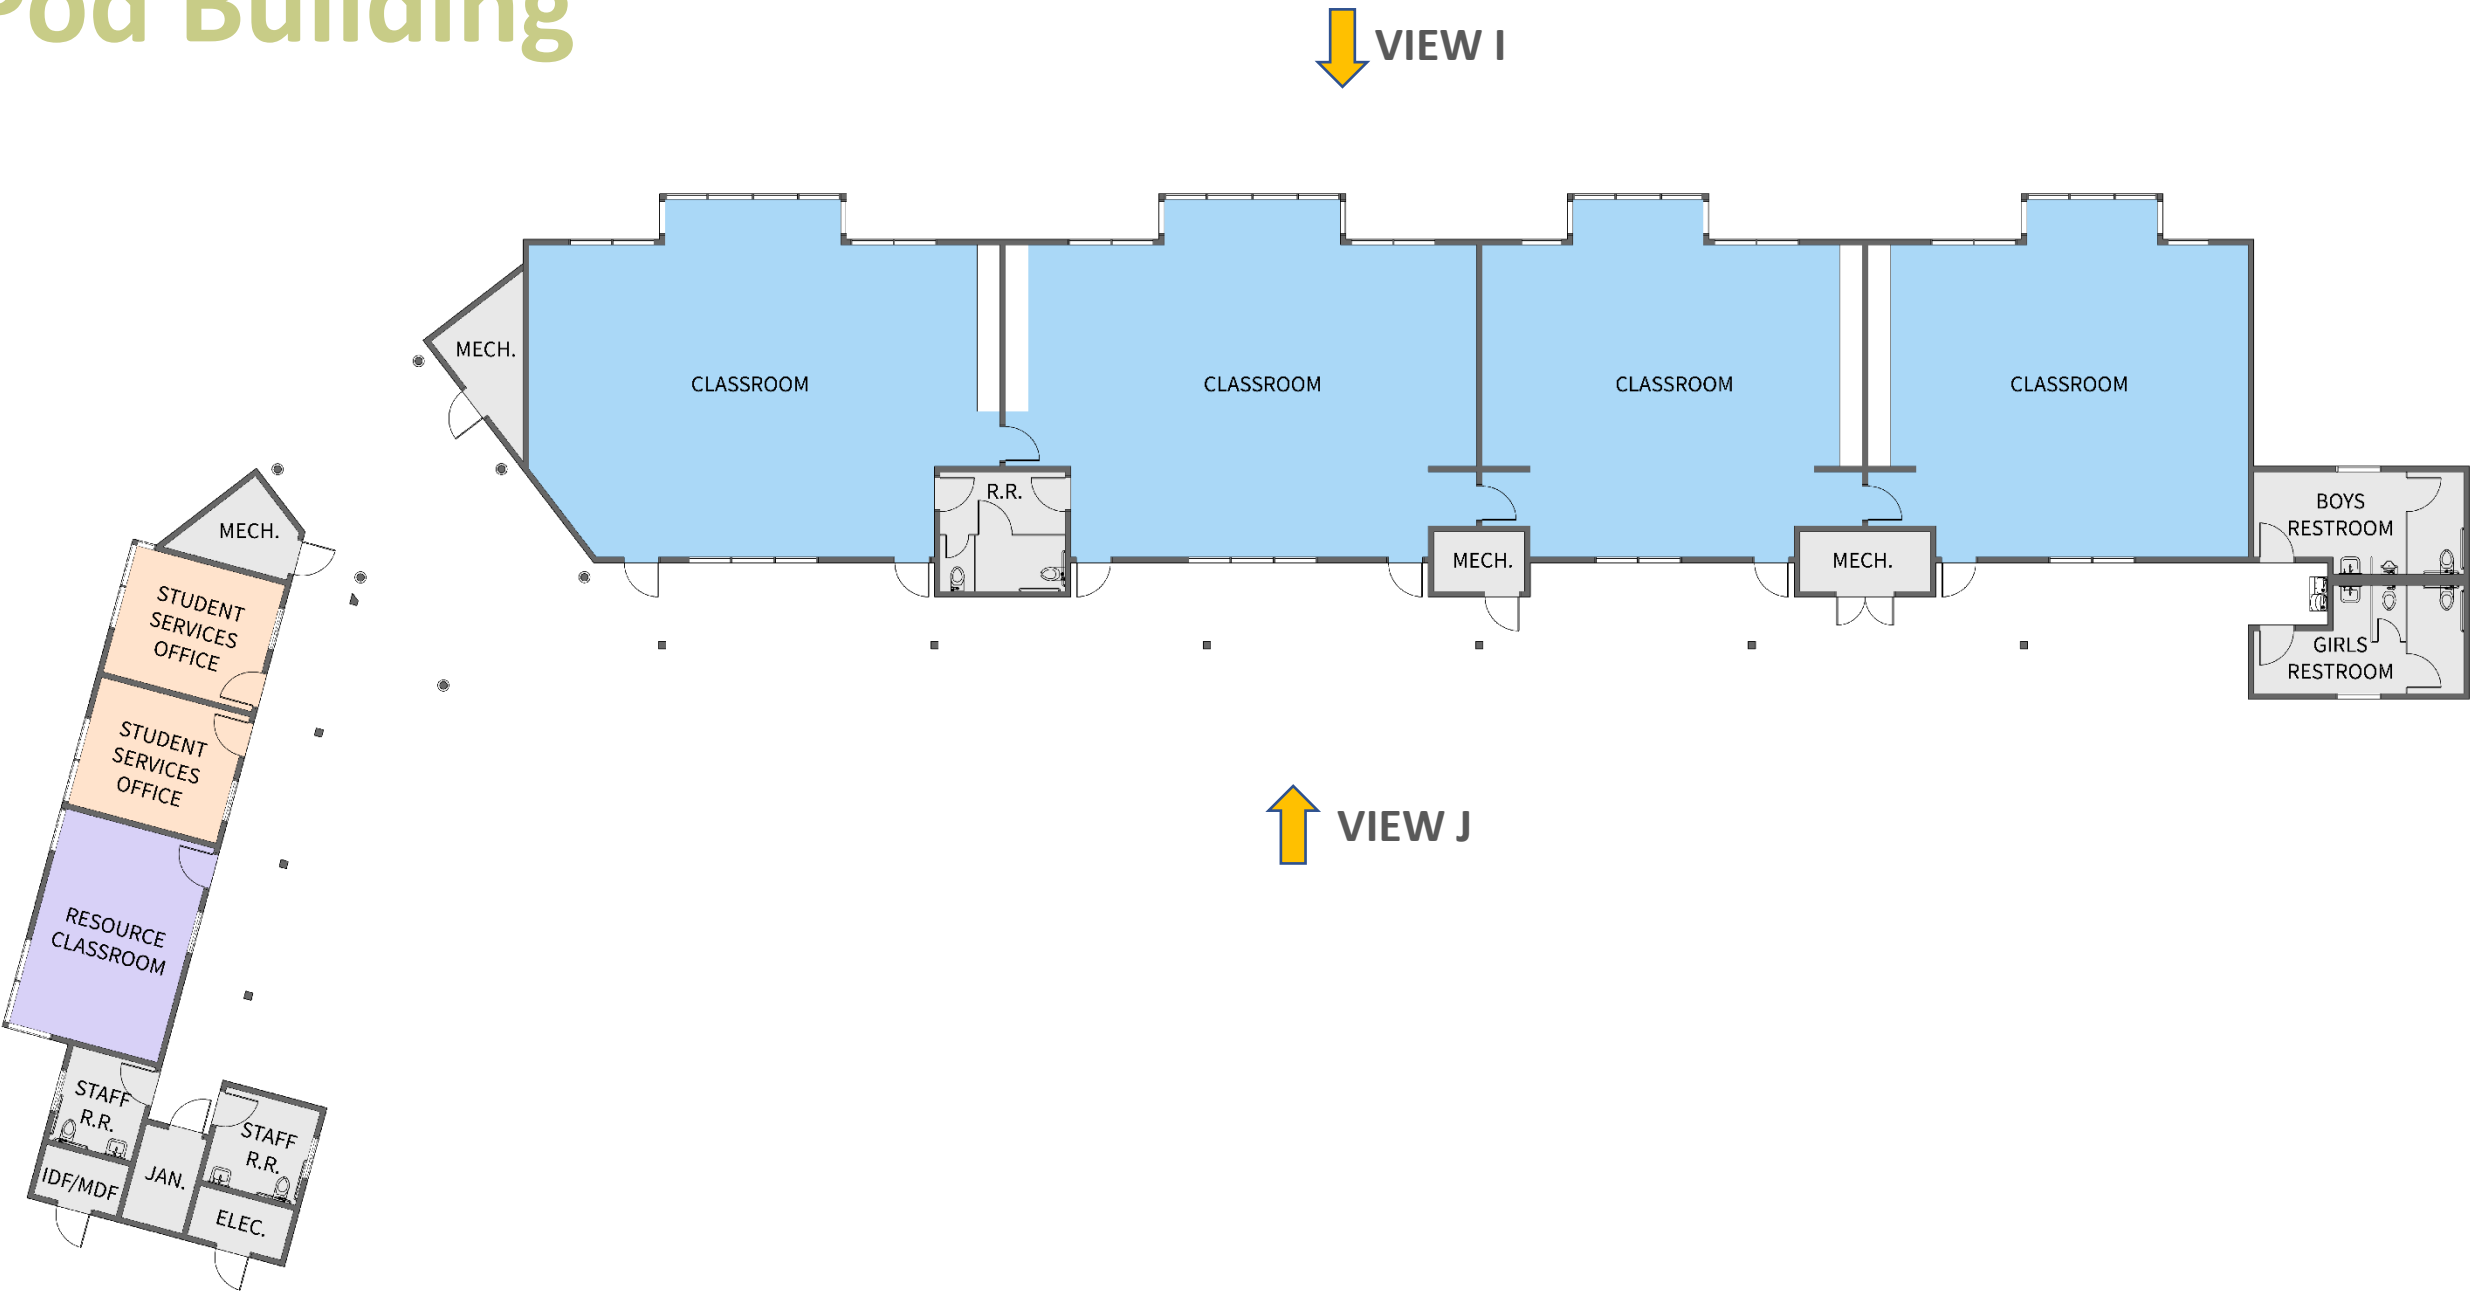 Pod Building
VIEW I
MECH.
CLASSROOM
CLASSROOM
CLASSROOM
CLASSROOM
R.R.
MECH.
MECH.
BOYS
RESTROOM
GIRLS
RESTROOM
MECH.
STUDENT
SERVICES
OFFICE
STUDENT
SERVICES
OFFICE
VIEW J
RESOURCE
CLASSROOM
STAFF
R.R.
STAFF
R.R.
IDF/MDF
JAN.
ELEC.